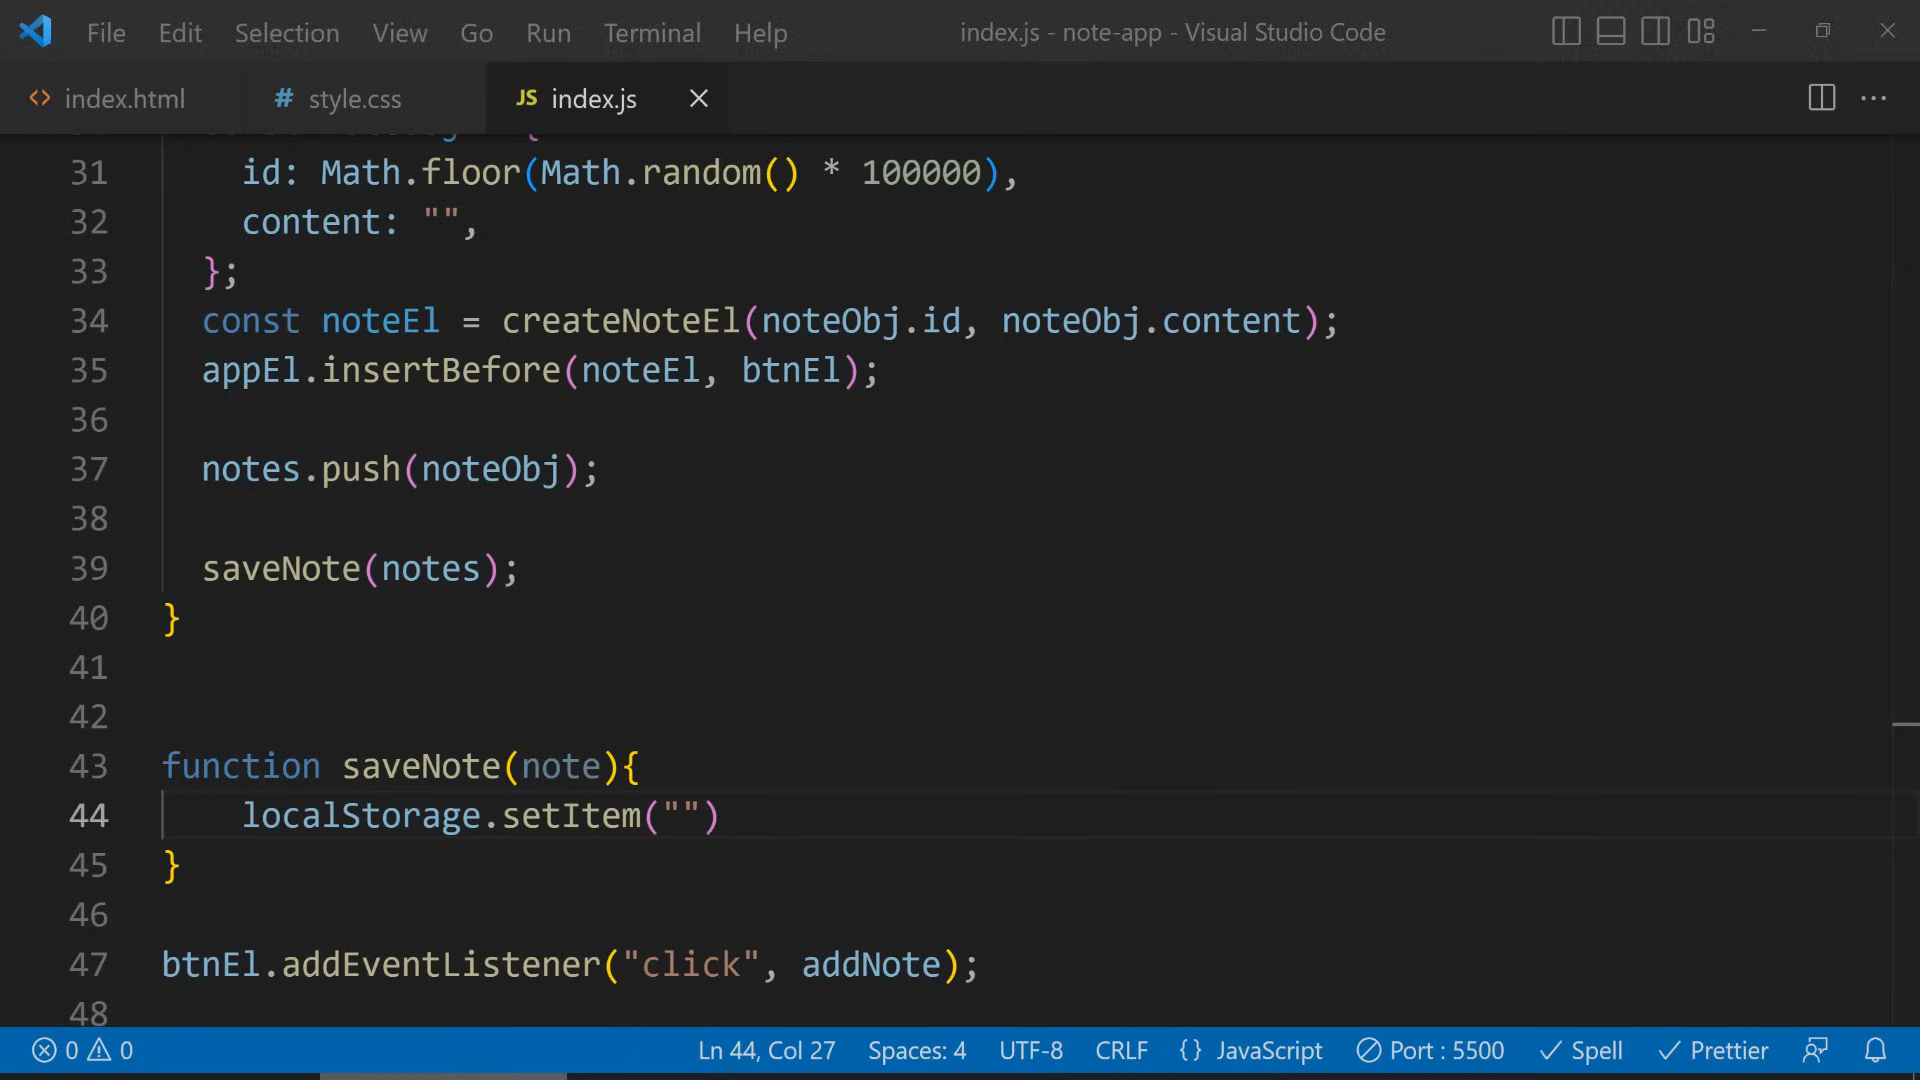 File Edit Selection View Go Run Terminal Help index.js - note-app - Visual Studio Code
<> index.html # style.css JS index.js
31 id: Math.floor(Math.random() * 100000),
32 content: "",
33 };
34 const noteEl = createNoteEl(noteObj.id, noteObj.content);
35 appEl.insertBefore(noteEl, btnEl);
36
37 notes.push(noteObj);
38
39 saveNote(notes);
40 }
41
42
43 function saveNote(note){
44 localStorage.setItem("")
45 }
46
47 btnEl.addEventListener("click", addNote);
48
0 0 Ln 44, Col 27 Spaces: 4 UTF-8 CRLF {} JavaScript Port : 5500 Spell Prettier